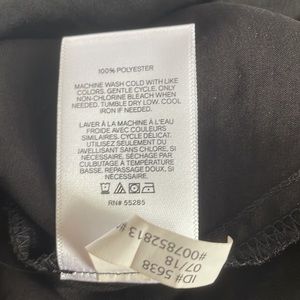 100% POLYESTER
MACHINE WASH COLD WITH LIKE
COLORS. GENTLE CYCLE. ONLY
NON-CHLORINE BLEACH WHEN
NEEDED. TUMBLE DRY LOW. COOL
IRON IF NEEDED.
LAVER À LA MACHINE À L'EAU
FROIDE AVEC COULEURS
SIMILAIRES. CYCLE DÉLICAT.
UTILISEZ SEULEMENT DU
JAVELLISANT SANS CHLORE, SI
NÉCESSAIRE. SÉCHAGE PAR
CULBUTAGE À TEMPÉRATURE
BASSE. REPASSAGE DOUX, SI
NÉCESSAIRE.
RN# 55285
ID# 5638
07/18
#007852813#